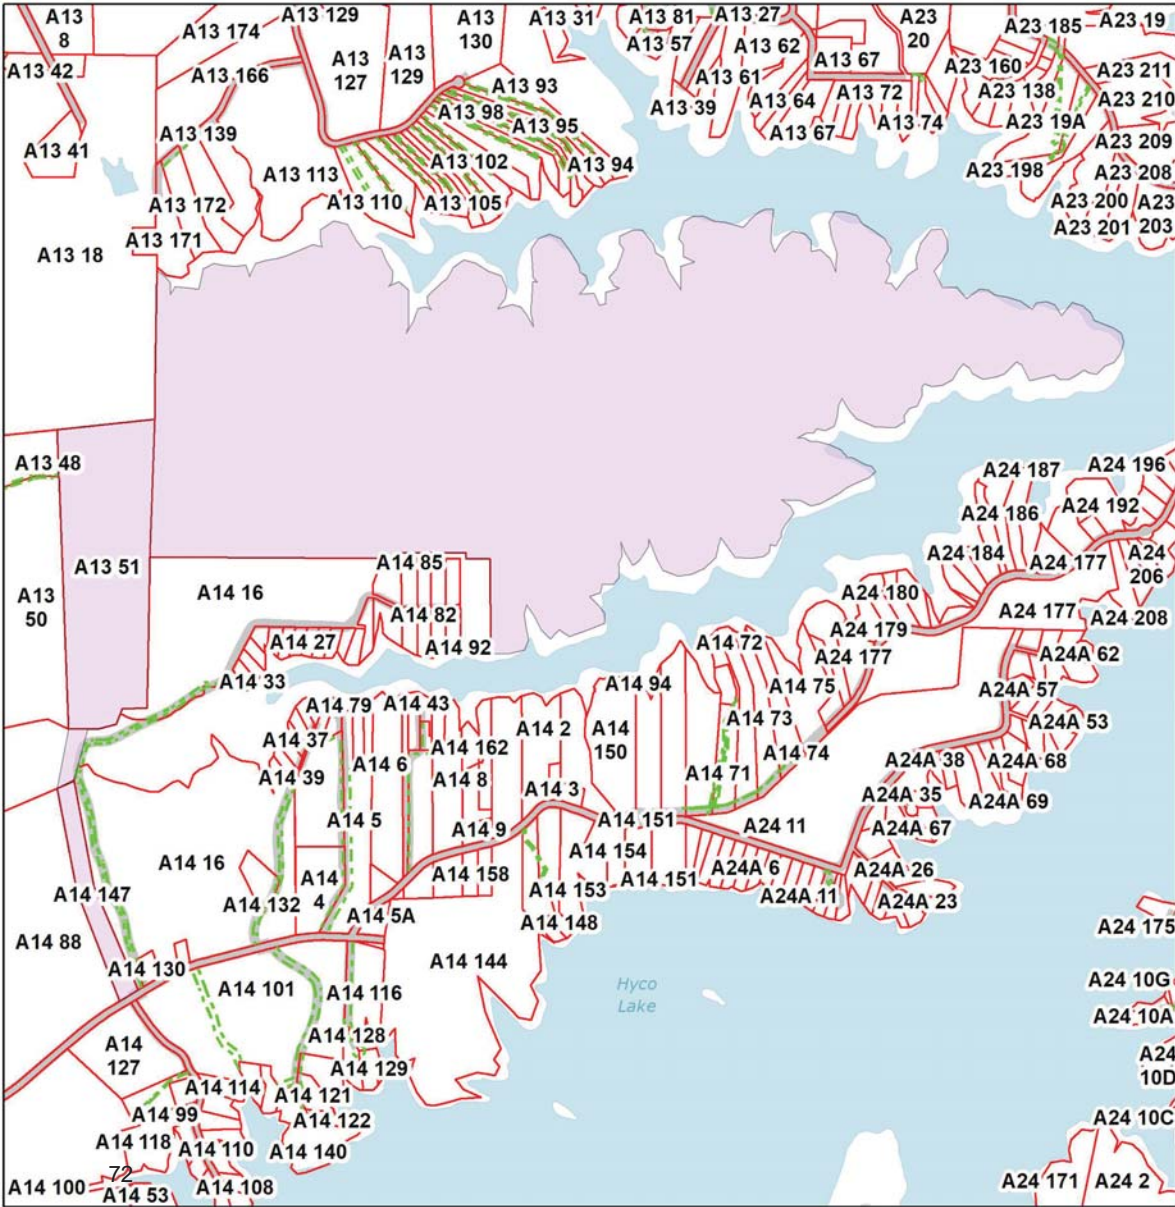 A13
8
A13 129
A13 174
A13
130
A13 31
A13 81
A13 27
A23
20
A23 185
A23 19
A13 57
A13 62
A13 42
A13 166
A13
127
A13
129
A13 67
A23 160
A23 211
A13 61
A13 93
A13 39
A13 64
A13 72
A23 138
A23 210
A13 98
A13 95
A13 67
A13 74
A23 19A
A13 139
A23 209
A13 41
A13 102
A13 94
A23 198
A23 208
A13 113
A13 172
A13 110
A13 105
A23 200
A23
203
A23 201
A13 171
A13 18
A13 48
A24 187
A24 196
A24 186
A24 192
A13 51
A14 85
A24 184
A24 177
A24
206
A13
50
A14 16
A24 180
A14 82
A24 177
A24 208
A14 27
A14 92
A24 179
A14 72
A24 177
A24A 62
A14 33
A14 94
A14 75
A24A 57
A14 79
A14 43
A14 73
A24A 53
A14 37
A14 162
A14 2
A14
150
A14 74
A14 6
A24A 38
A24A 68
A14 39
A14 8
A14 71
A14 3
A24A 35
A24A 69
A14 5
A14 9
A14 151
A24 11
A24A 67
A14 16
A14 154
A14
4
A14 158
A14 151
A24A 6
A24A 26
A14 147
A14 132
A14 153
A24A 11
A24A 23
A14 5A
A14 148
A24 175
A14 88
A14 144
A14 130
A14 101
A14 116
Hyco
Lake
A24 10G
A24 10A
A14 128
A14
127
A14 129
A24
10D
A14 114
A14 121
A14 99
A14 122
A24 10C
A14 118
A14 110
A14 140
72
A14 100
A14 53
A14 108
A24 171
A24 2